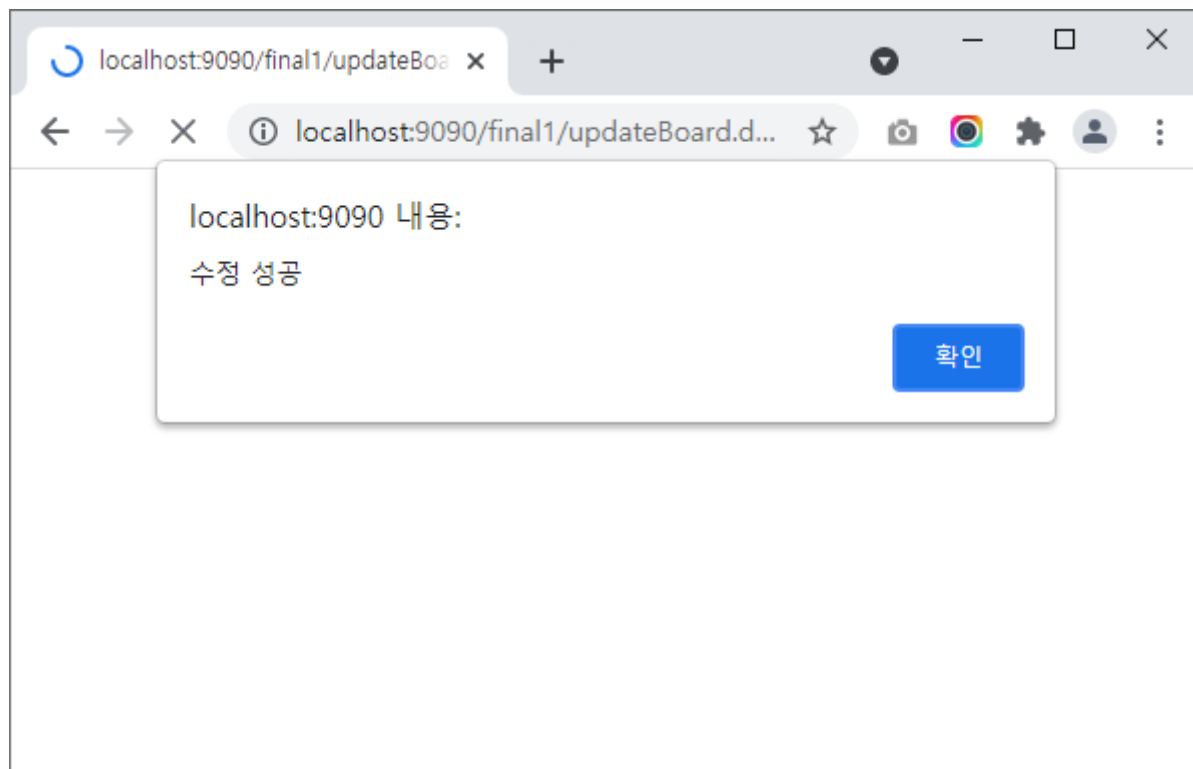 localhost:9090/final1/updateBoa
localhost:9090/final1/updateBoard.d...
localhost:9090 내용:
수정 성공
확인